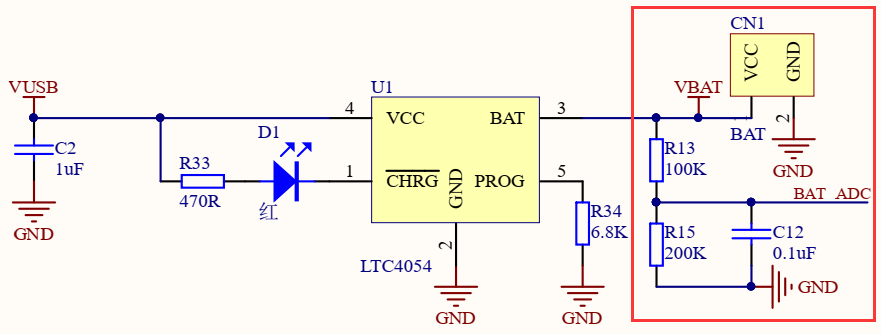 CN1
VCC
GND
VUSB
U1
VBAT
4
VCC
BAT
3
BAT
2
GND
C2
1uF
D1
R33
470R
红
1
CHRG
GND
PROG
5
R13
100K
BAT ADC
R34
6.8K
R15
200K
C12
0.1uF
GND
2
LTC4054
GND
GND
GND